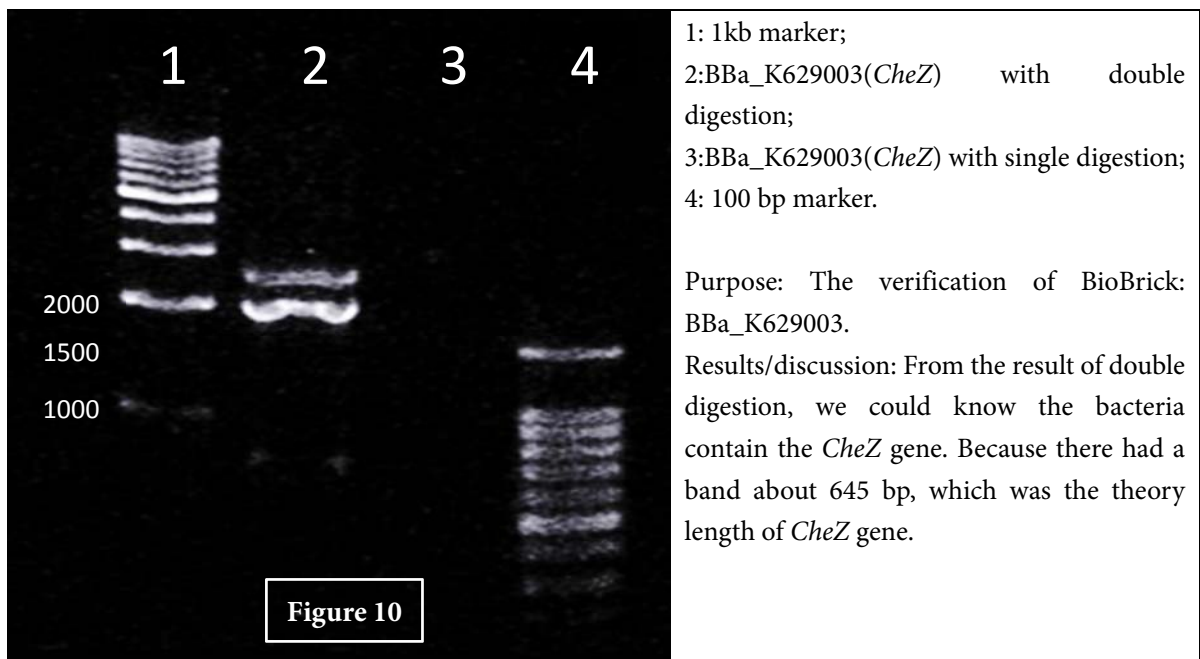 1 2 3 4
2000
1500
1000
Figure 10
1: 1kb marker;
2:BBa_K629003(CheZ) with double
digestion;
3:BBa_K629003(CheZ) with single digestion;
4: 100 bp marker.
Purpose: The verification of BioBrick:
BBa_K629003.
Results/discussion: From the result of double
digestion, we could know the bacteria
contain the CheZ gene. Because there had a
band about 645 bp, which was the theory
length of CheZ gene.